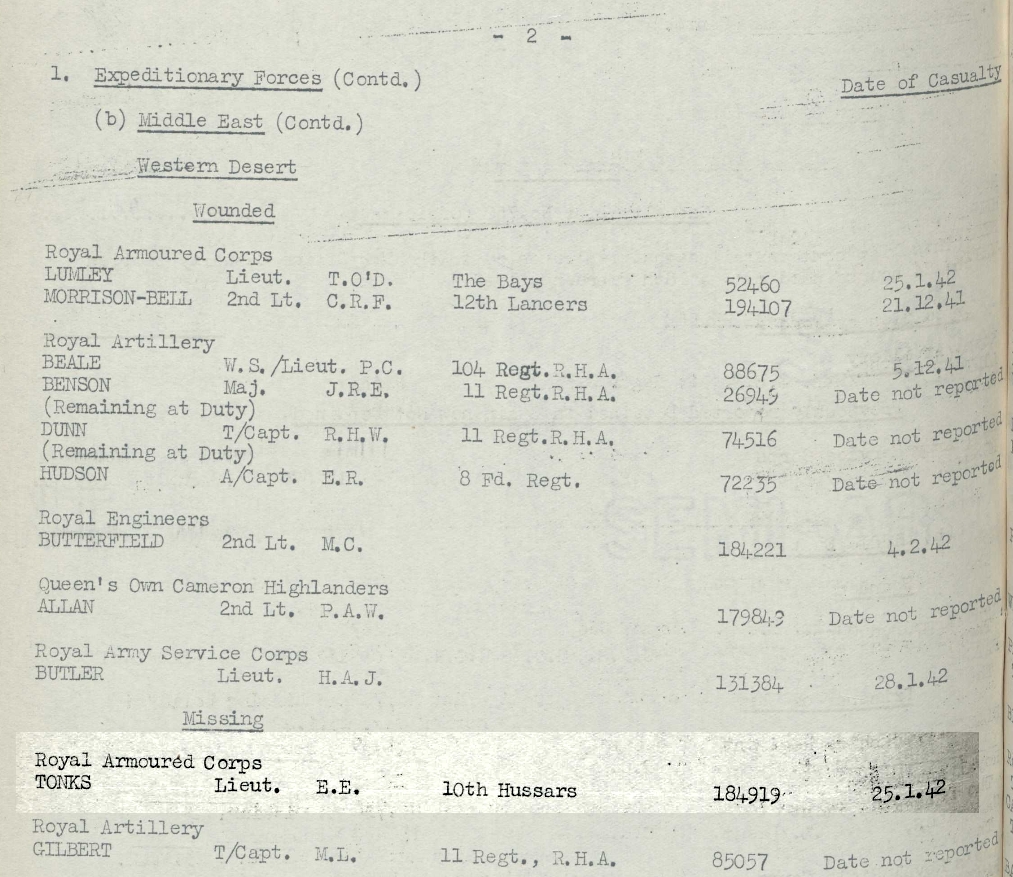 - 2 -
1. Expeditionary Forces (Contd.) Date of Casualty
(b) Middle East (Contd.)
Western Desert
Wounded
Royal Armoured Corps
LUMLEY Lieut. T.O'D. The Bays 52460 25.1.42
MORRISON-BELL 2nd Lt. C.R.F. 12th Lancers 194107 21.12.41
Royal Artillery
BEALE W.S./Lieut. P.C. 104 Regt.R.H.A. 88675 5.12.41
BENSON Maj. J.R.E. 11 Regt.R.H.A. 26945 Date not reported
(Remaining at Duty)
DUNN T/Capt. R.H.W. 11 Regt.R.H.A. 74516 Date not reported
(Remaining at Duty)
HUDSON A/Capt. E.R. 8 Fd. Regt. 72235 Date not reported
Royal Engineers
BUTTERFIELD 2nd Lt. M.C. 184221 4.2.42
Queen's Own Cameron Highlanders
ALLAN 2nd Lt. P.A.W. 179849 Date not reported
Royal Army Service Corps
BUTLER Lieut. H.A.J. 131384 28.1.42
Missing
Royal Armoured Corps
TONKS Lieut. E.E. 10th Hussars 184919 25.1.42
Royal Artillery
GILBERT T/Capt. M.L. 11 Regt., R.H.A. 85057 Date not reported